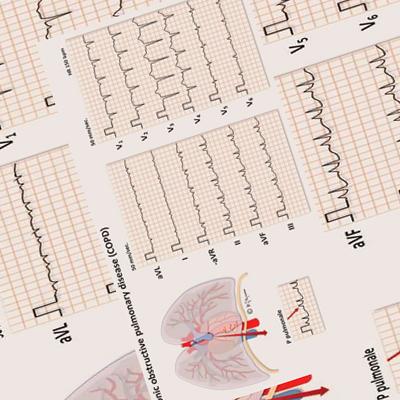 V5
V6
HR 150 bpm
50 mm/sec.
V1
V2
V3
V4
V5
V6
V1
50 mm/sec.
aVL
I
-aVR
II
aVF
III
aVF
aVL
onic obstructive pulmonary disease (COPD)
P pulmonale
P pulmonale